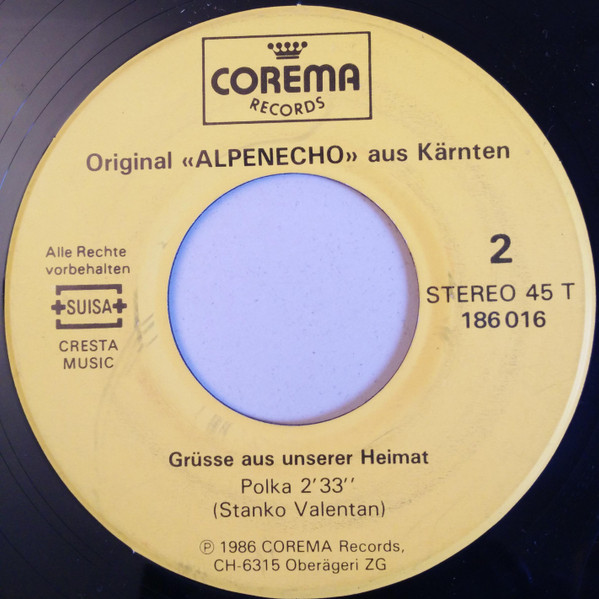 COREMA
RECORDS
Original «ALPENECHO» aus Kärnten
Alle Rechte
vorbehalten
SUISA
CRESTA
MUSIC
2
STEREO 45 T
186 016
Grüsse aus unserer Heimat
Polka 2'33''
(Stanko Valentan)
℗ 1986 COREMA Records,
CH-6315 Oberägeri ZG